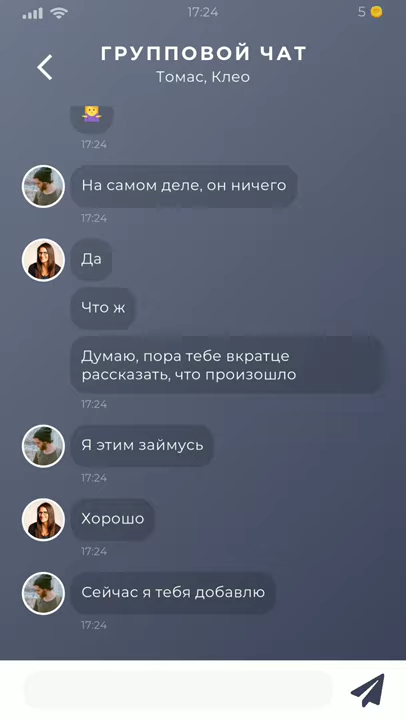 17:24
5
ГРУППОВОЙ ЧАТ
Томас, Клео
17:24
На самом деле, он ничего
17:24
Да
Что ж
Думаю, пора тебе вкратце
рассказать, что произошло
17:24
Я этим займусь
17:24
Хорошо
17:24
Сейчас я тебя добавлю
17:24